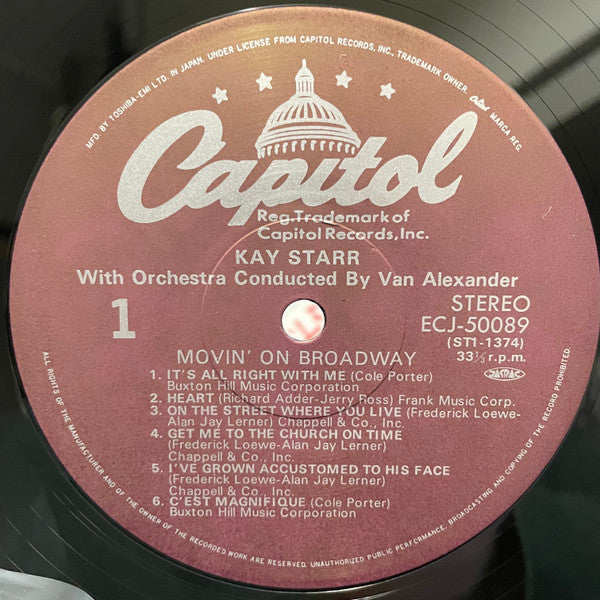 MFD. BY TOSHIBA-EMI LTD. IN JAPAN. UNDER LICENSE FROM CAPITOL RECORDS, INC., TRADEMARK OWNER. Capitol MARCA REG.
Capitol
Reg. Trademark of
Capitol Records, Inc.
KAY STARR
With Orchestra Conducted By Van Alexander
1
STEREO
ECJ-50089
(ST1-1374)
33⅓ r.p.m.
JASRAC
MOVIN' ON BROADWAY
1. IT'S ALL RIGHT WITH ME (Cole Porter)
Buxton Hill Music Corporation
2. HEART (Richard Adder-Jerry Ross) Frank Music Corp.
3. ON THE STREET WHERE YOU LIVE (Frederick Loewe-
Alan Jay Lerner) Chappell & Co., Inc.
4. GET ME TO THE CHURCH ON TIME
(Frederick Loewe-Alan Jay Lerner)
Chappell & Co., Inc.
5. I'VE GROWN ACCUSTOMED TO HIS FACE
(Frederick Loewe-Alan Jay Lerner)
Chappell & Co., Inc.
6. C'EST MAGNIFIQUE (Cole Porter)
Buxton Hill Music Corporation
ALL RIGHTS OF THE MANUFACTURER AND OF THE OWNER OF THE RECORDED WORK ARE RESERVED. UNAUTHORIZED PUBLIC PERFORMANCE, BROADCASTING AND COPYING OF THE RECORD PROHIBITED.